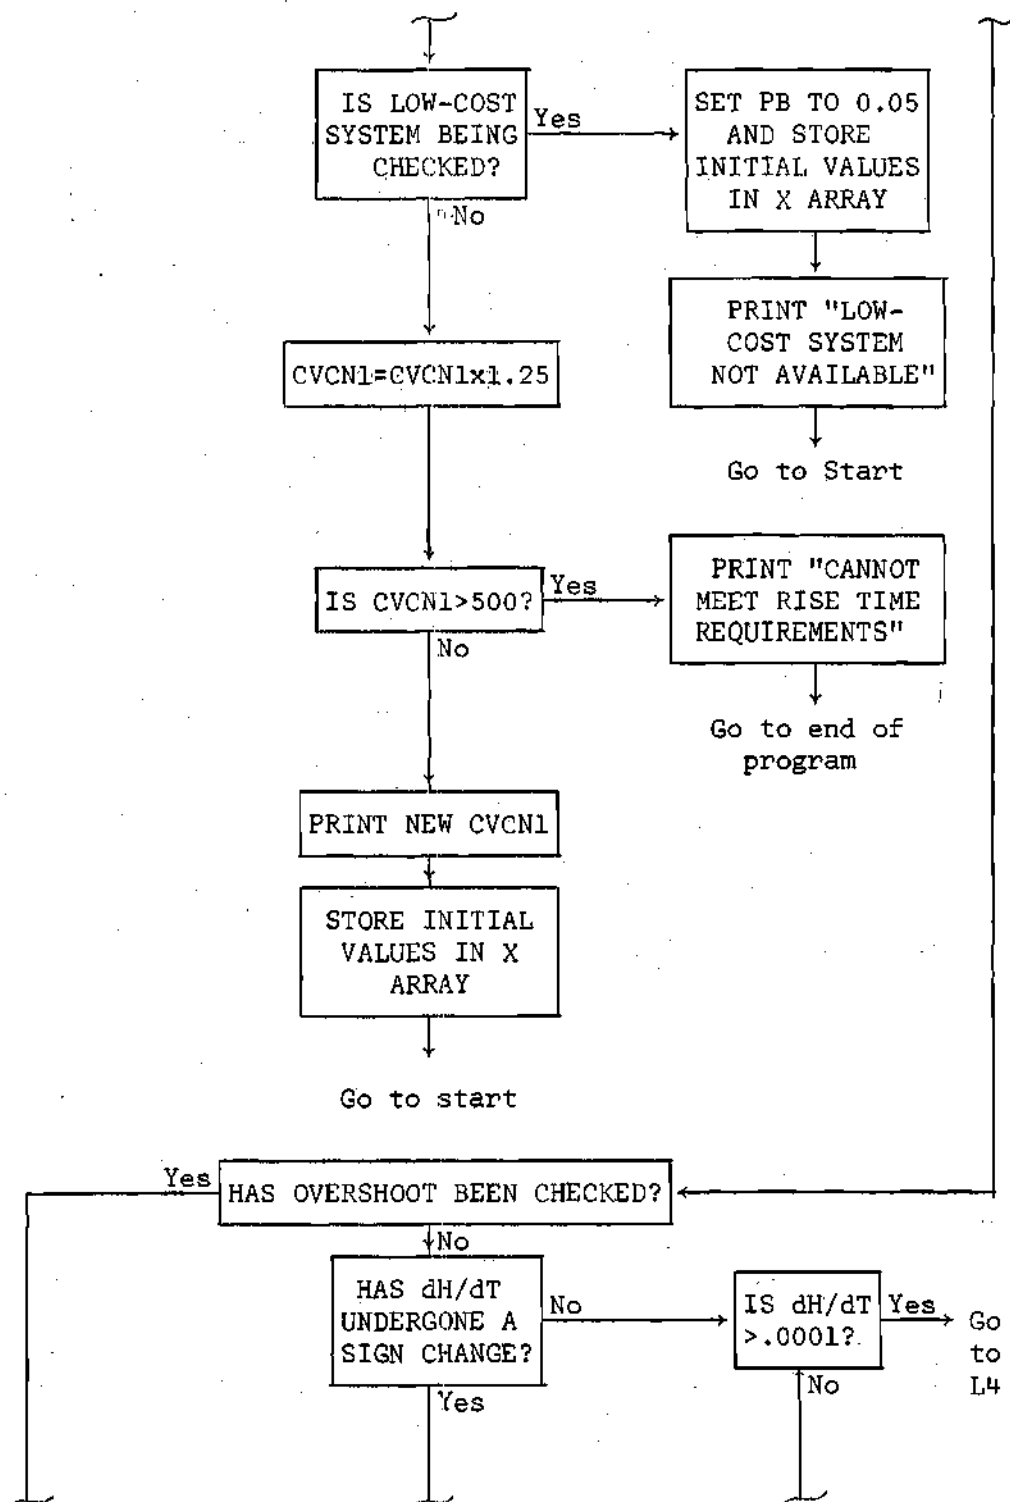 IS LOW-COST
SYSTEM BEING
CHECKED?
Yes
No
SET PB TO 0.05
AND STORE
INITIAL VALUES
IN X ARRAY
PRINT "LOW-
COST SYSTEM
NOT AVAILABLE"
Go to Start
CVCN1=CVCN1x1.25
IS CVCN1>500?
Yes
No
PRINT "CANNOT
MEET RISE TIME
REQUIREMENTS"
Go to end of
program
PRINT NEW CVCN1
STORE INITIAL
VALUES IN X
ARRAY
Go to start
Yes
HAS OVERSHOOT BEEN CHECKED?
No
HAS dH/dT
UNDERGONE A
SIGN CHANGE?
No
Yes
IS dH/dT
>.0001?
Yes
No
Go
to
L4